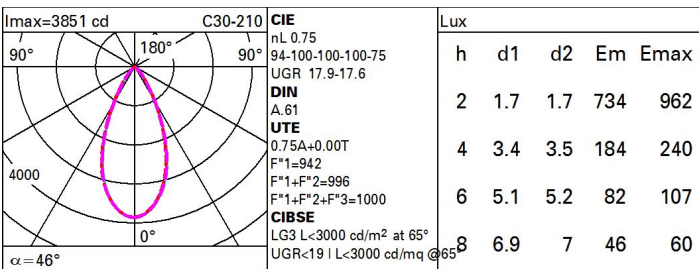 Imax=3851 cd C30-210
90° 180° 90°
4000
0°
α=46°
CIE
nL 0.75
94-100-100-100-75
UGR 17.9-17.6
DIN
A.61
UTE
0.75A+0.00T
F"1=942
F"1+F"2=996
F"1+F"2+F"3=1000
CIBSE
LG3 L<3000 cd/m² at 65°
UGR<19 | L<3000 cd/mq @65°
Lux
h d1 d2 Em Emax
2 1.7 1.7 734 962
4 3.4 3.5 184 240
6 5.1 5.2 82 107
8 6.9 7 46 60